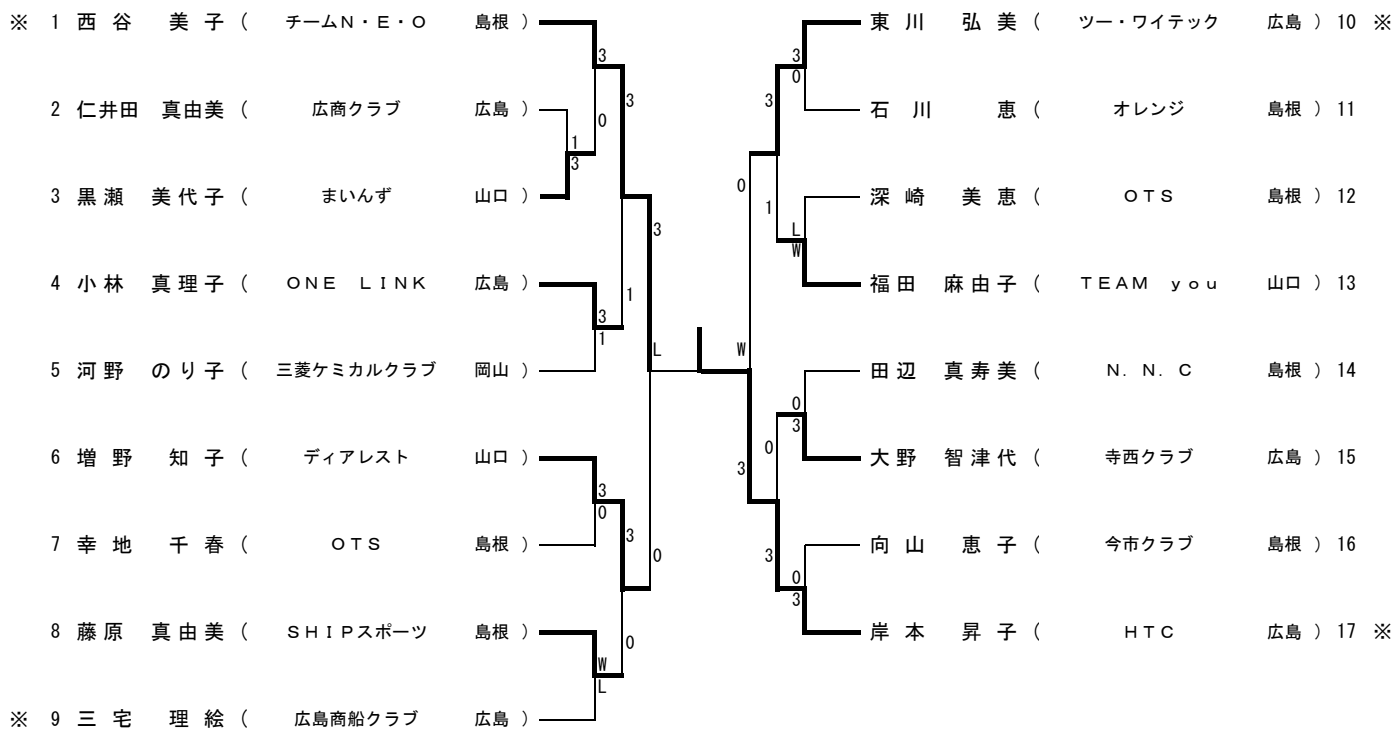 ※ 1 西谷 美子 ( チームN・E・O 島根 )
2 仁井田 真由美 ( 広商クラブ 広島 )
3 黒瀬 美代子 ( まいんず 山口 )
4 小林 真理子 ( ONE LINK 広島 )
5 河野 のり子 ( 三菱ケミカルクラブ 岡山 )
6 増野 知子 ( ディアレスト 山口 )
7 幸地 千春 ( OTS 島根 )
8 藤原 真由美 ( SHIPスポーツ 島根 )
※ 9 三宅 理絵 ( 広島商船クラブ 広島 )
3
0
1
3
3
3
1
1
3
3
0
3
0
W
L
0
L
W
東川 弘美 ( ツー・ワイテック 広島 ) 10 ※
石川 恵 ( オレンジ 島根 ) 11
深崎 美恵 ( OTS 島根 ) 12
福田 麻由子 ( TEAM you 山口 ) 13
田辺 真寿美 ( N.N.C 島根 ) 14
大野 智津代 ( 寺西クラブ 広島 ) 15
向山 恵子 ( 今市クラブ 島根 ) 16
岸本 昇子 ( HTC 広島 ) 17 ※
3
0
3
0
1
L
W
0
3
0
3
3
0
3